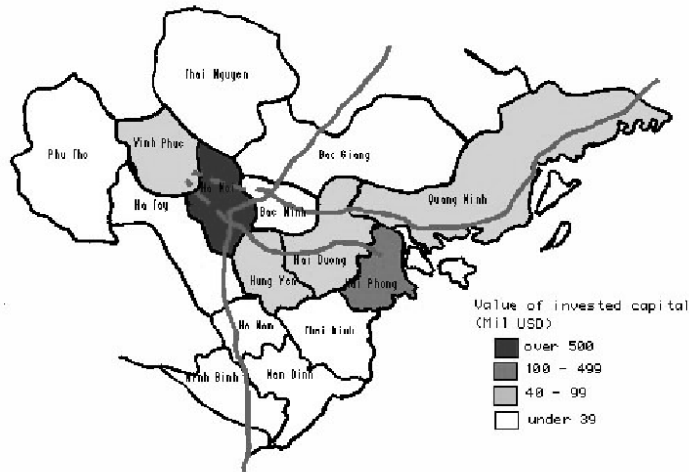 Thai Nguyen
Vinh Phuc
Phu Tho
Bac Giang
Ha Noi
Quang Ninh
Ha Tay
Bac Ninh
Hai Duong
Hung Yen
Hai Phong
Value of invested capital
(Mil USD)
Ha Nam
Thai Binh
over 500
100 - 499
Ninh Binh
Nam Dinh
40 - 99
under 39